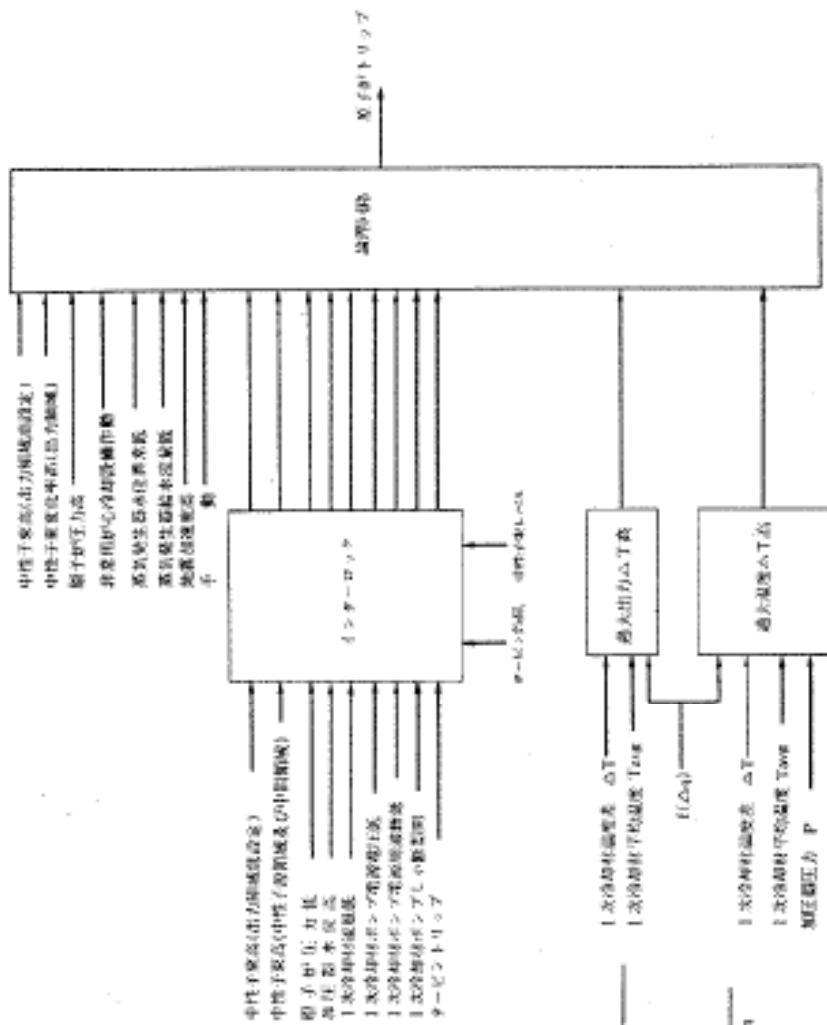 原子炉トリップ
論理回路
中性子束高(出力領域高設定)
中性子束変化率高(出力領域)
原子炉圧力高
非常用炉心冷却設備作動
蒸気発生器水位異常低
蒸気発生器給水流量低
地震加速度高
手 動
インターロック
タービン負荷, 中性子束レベル
中性子束高(出力領域低設定)
中性子束高(中性子源領域及び中間領域)
原子炉圧力低
加圧器水位高
1次冷却材流量低
1次冷却材ポンプ電源電圧低
1次冷却材ポンプ電源周波数低
1次冷却材ポンプしゃ断器開
タービントリップ
過大出力△T高
過大温度△T高
1次冷却材温度差 △T
1次冷却材平均温度 Tavg
f(△q)
1次冷却材温度差 △T
1次冷却材平均温度 Tavg
加圧器圧力 P